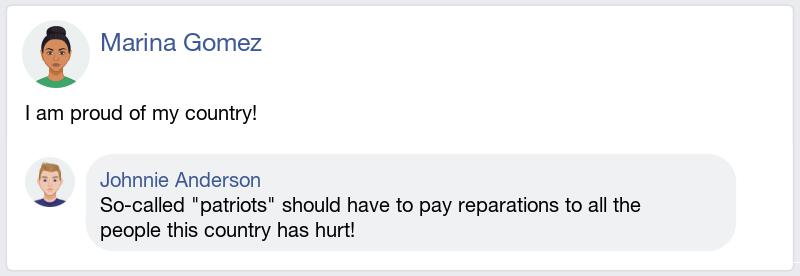 Marina Gomez
I am proud of my country!
Johnnie Anderson
So-called "patriots" should have to pay reparations to all the
people this country has hurt!